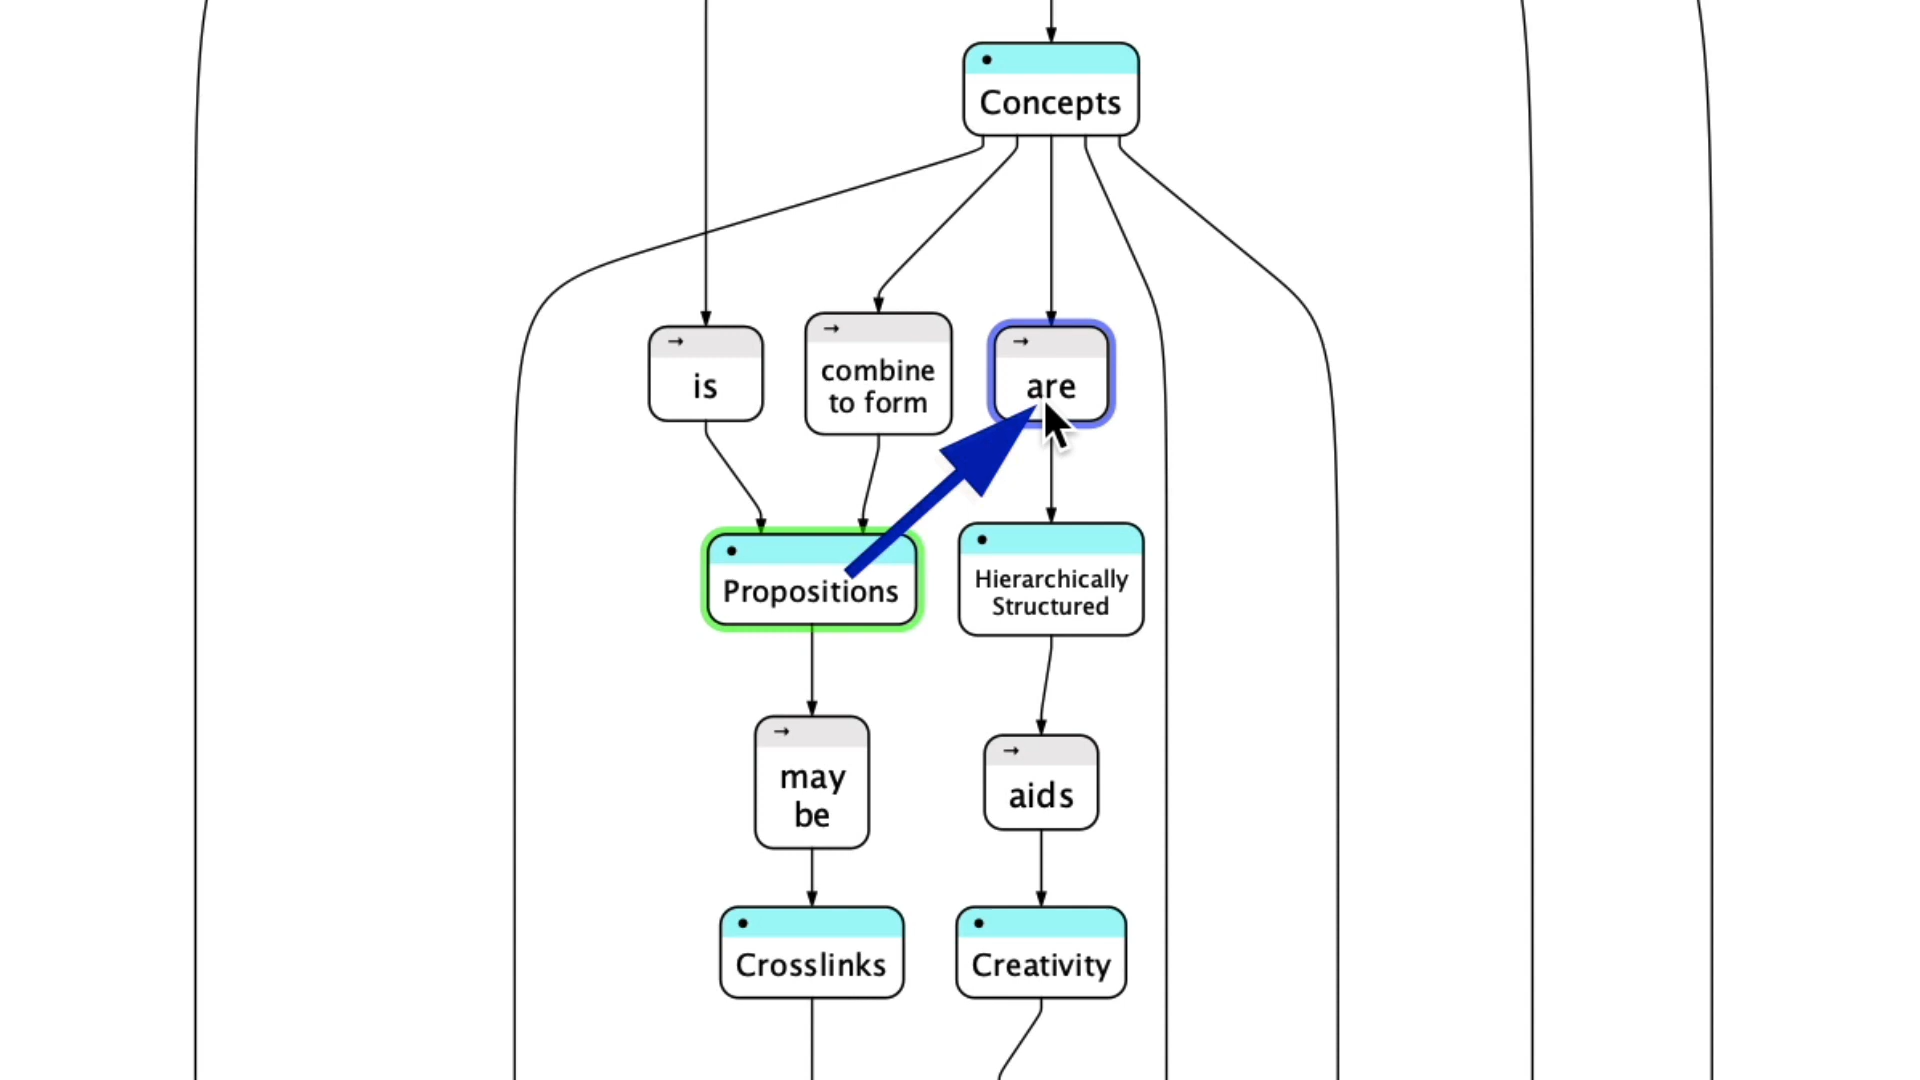 Concepts
is
combine
to form
are
Propositions
Hierarchically
Structured
may
be
aids
Crosslinks
Creativity